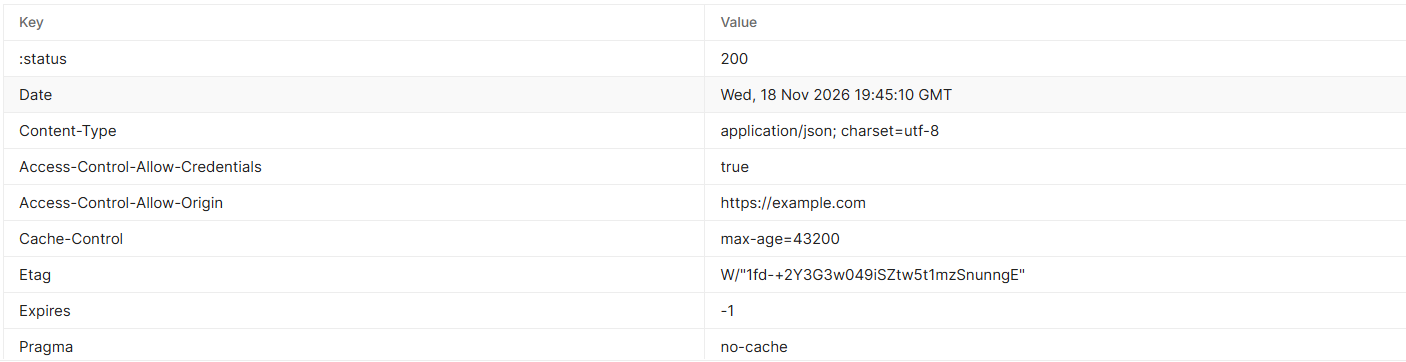 Key Value
:status 200
Date Wed, 18 Nov 2026 19:45:10 GMT
Content-Type application/json; charset=utf-8
Access-Control-Allow-Credentials true
Access-Control-Allow-Origin https://example.com
Cache-Control max-age=43200
Etag W/"1fd-+2Y3G3w049iSZtw5t1mzSnunngE"
Expires -1
Pragma no-cache